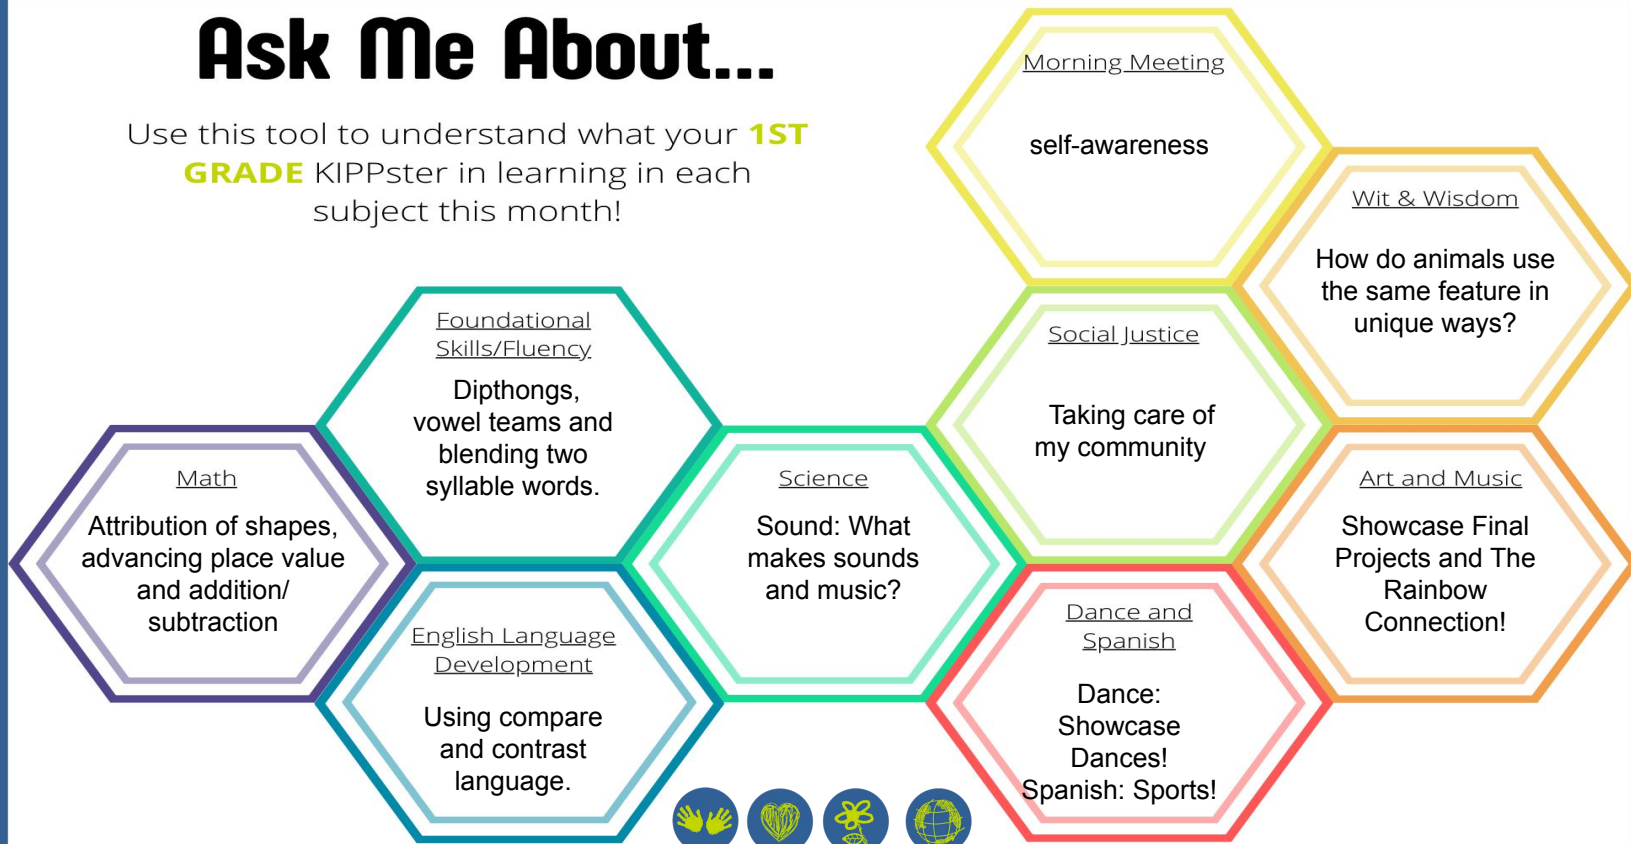 Ask Me About...
Use this tool to understand what your 1ST
GRADE KIPPster in learning in each
subject this month!
Math
Attribution of shapes,
advancing place value
and addition/
subtraction
Foundational
Skills/Fluency
Dipthongs,
vowel teams and
blending two
syllable words.
English Language
Development
Using compare
and contrast
language.
Science
Sound: What
makes sounds
and music?
Morning Meeting
self-awareness
Social Justice
Taking care of
my community
Dance and
Spanish
Dance:
Showcase
Dances!
Spanish: Sports!
Wit & Wisdom
How do animals use
the same feature in
unique ways?
Art and Music
Showcase Final
Projects and The
Rainbow
Connection!